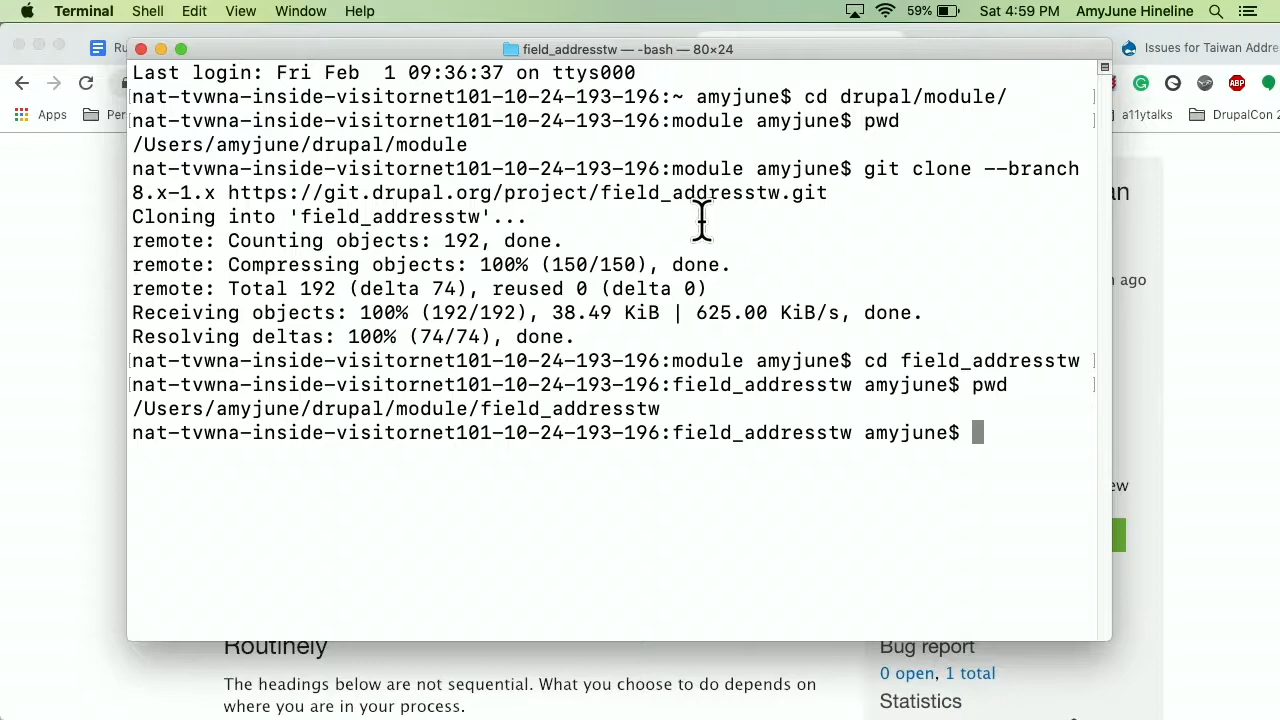 Terminal Shell Edit View Window Help 59% Sat 4:59 PM AmyJune Hineline
Ru
field_addresstw — -bash — 80×24
Issues for Taiwan Addre
Apps
a11ytalks
DrupalCon 2
Last login: Fri Feb  1 09:36:37 on ttys000
[nat-tvwna-inside-visitornet101-10-24-193-196:~ amyjune$ cd drupal/module/ ]
[nat-tvwna-inside-visitornet101-10-24-193-196:module amyjune$ pwd ]
/Users/amyjune/drupal/module
nat-tvwna-inside-visitornet101-10-24-193-196:module amyjune$ git clone --branch
8.x-1.x https://git.drupal.org/project/field_addresstw.git
Cloning into 'field_addresstw'...
remote: Counting objects: 192, done.
remote: Compressing objects: 100% (150/150), done.
remote: Total 192 (delta 74), reused 0 (delta 0)
Receiving objects: 100% (192/192), 38.49 KiB | 625.00 KiB/s, done.
Resolving deltas: 100% (74/74), done.
[nat-tvwna-inside-visitornet101-10-24-193-196:module amyjune$ cd field_addresstw ]
[nat-tvwna-inside-visitornet101-10-24-193-196:field_addresstw amyjune$ pwd ]
/Users/amyjune/drupal/module/field_addresstw
nat-tvwna-inside-visitornet101-10-24-193-196:field_addresstw amyjune$
an
ago
ew
Routinely
The headings below are not sequential. What you choose to do depends on
where you are in your process.
Bug report
0 open, 1 total
Statistics